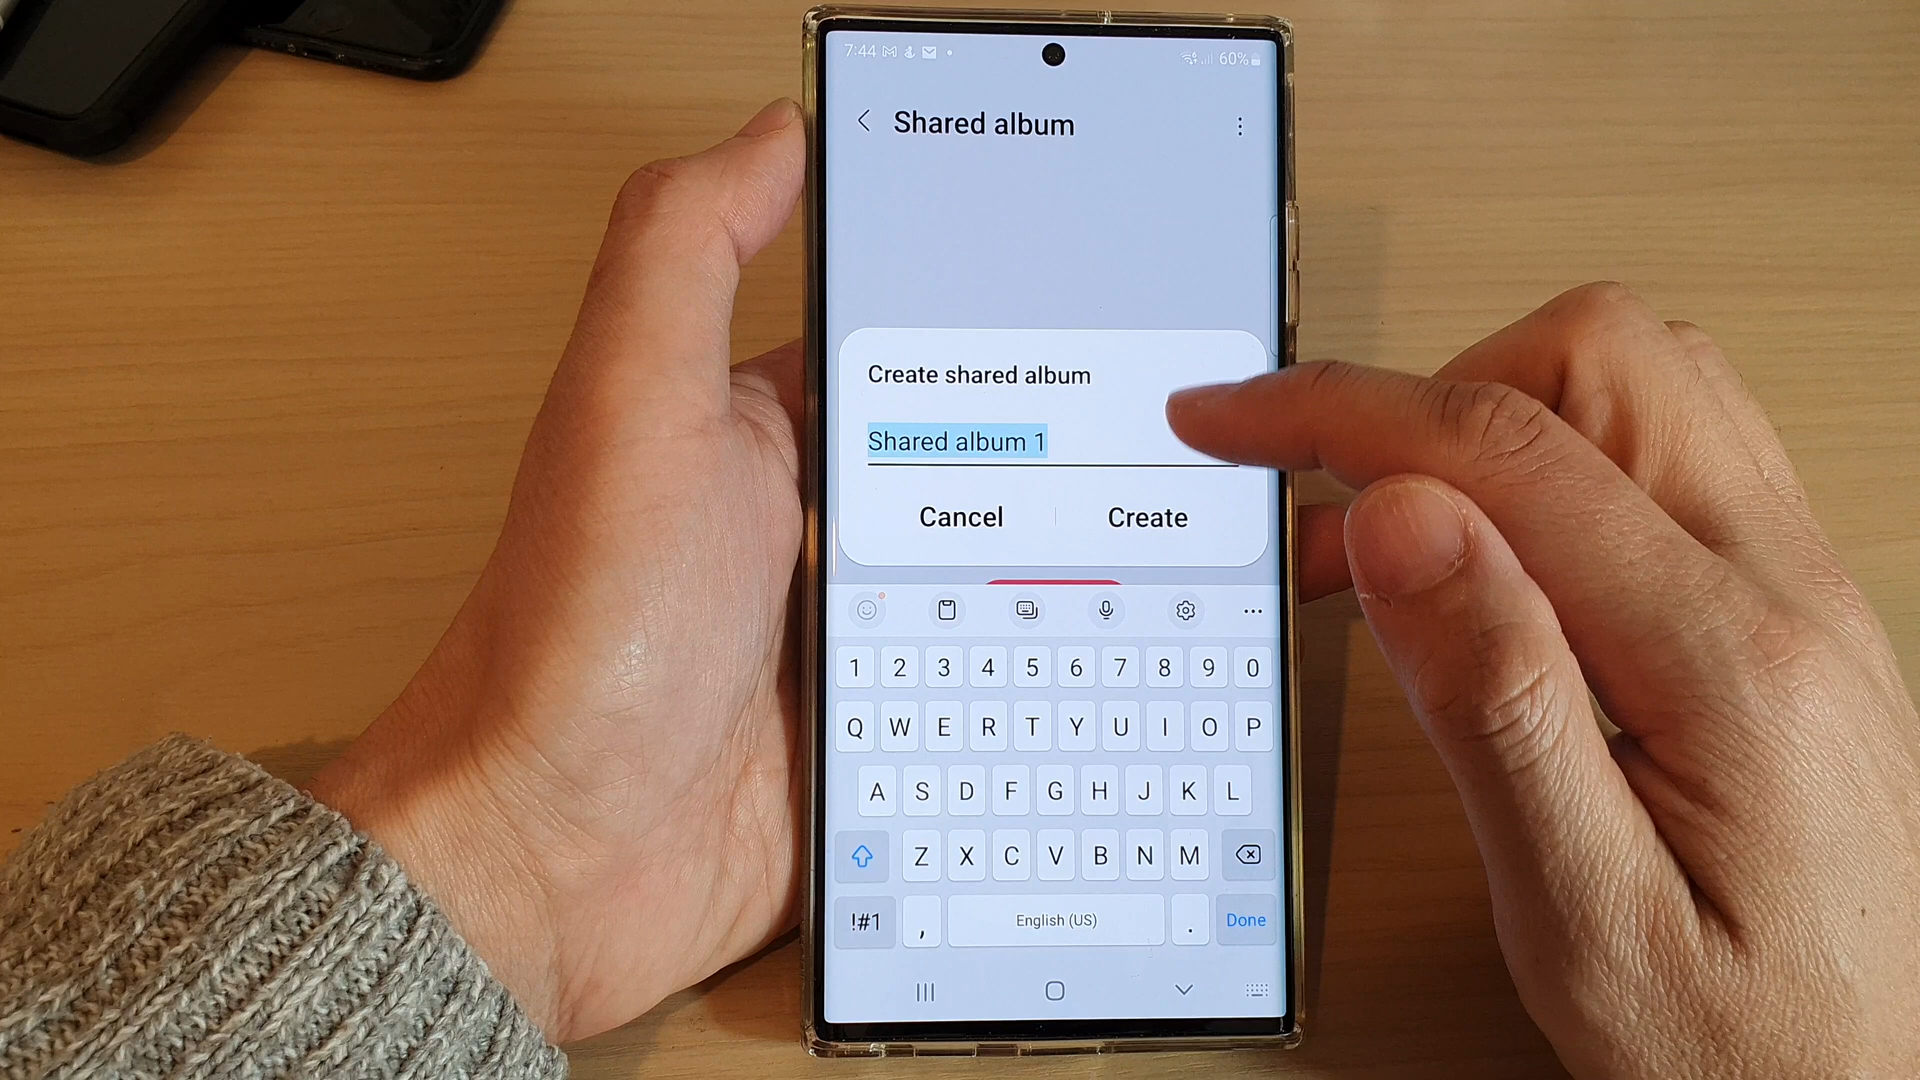 7:44
60%
Shared album
Create shared album
Shared album 1
Cancel
Create
1 2 3 4 5 6 7 8 9 0
Q W E R T Y U I O P
A S D F G H J K L
Z X C V B N M
!#1 , English (US) . Done